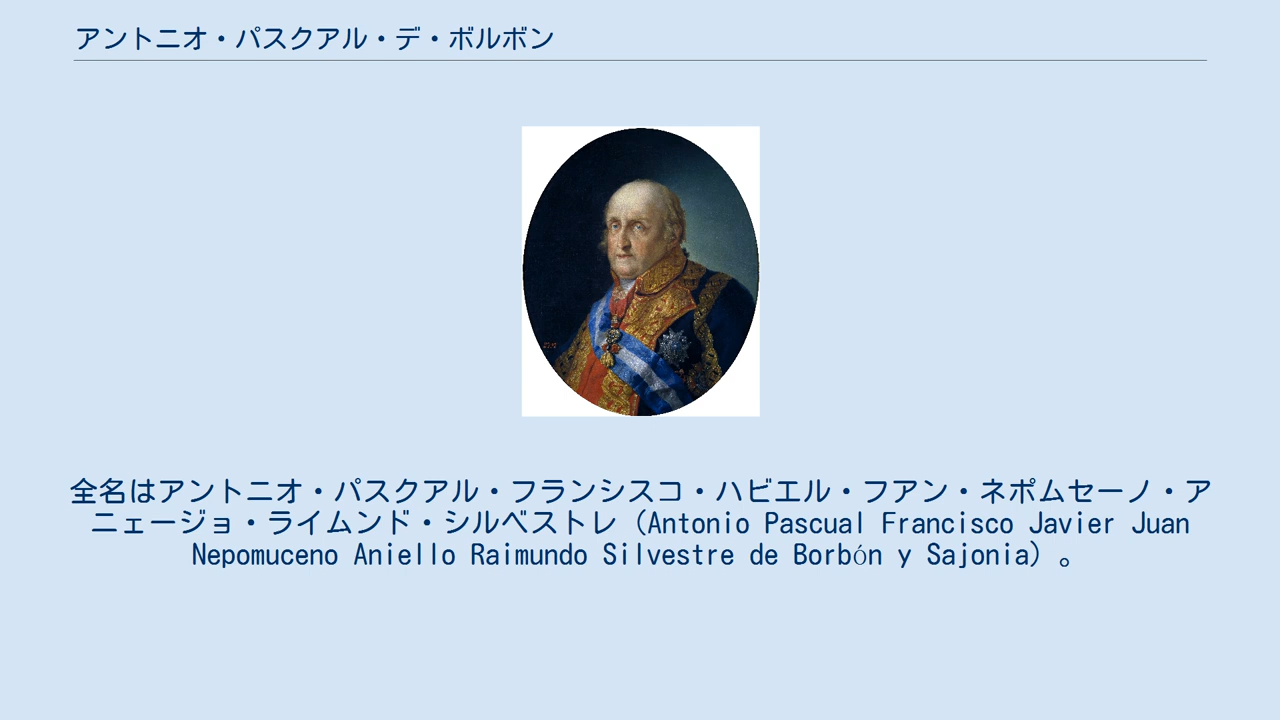 アントニオ・パスクアル・デ・ボルボン
全名はアントニオ・パスクアル・フランシスコ・ハビエル・フアン・ネポムセーノ・ア
ニェージョ・ライムンド・シルベストレ（Antonio Pascual Francisco Javier Juan
Nepomuceno Aniello Raimundo Silvestre de Borbón y Sajonia）。